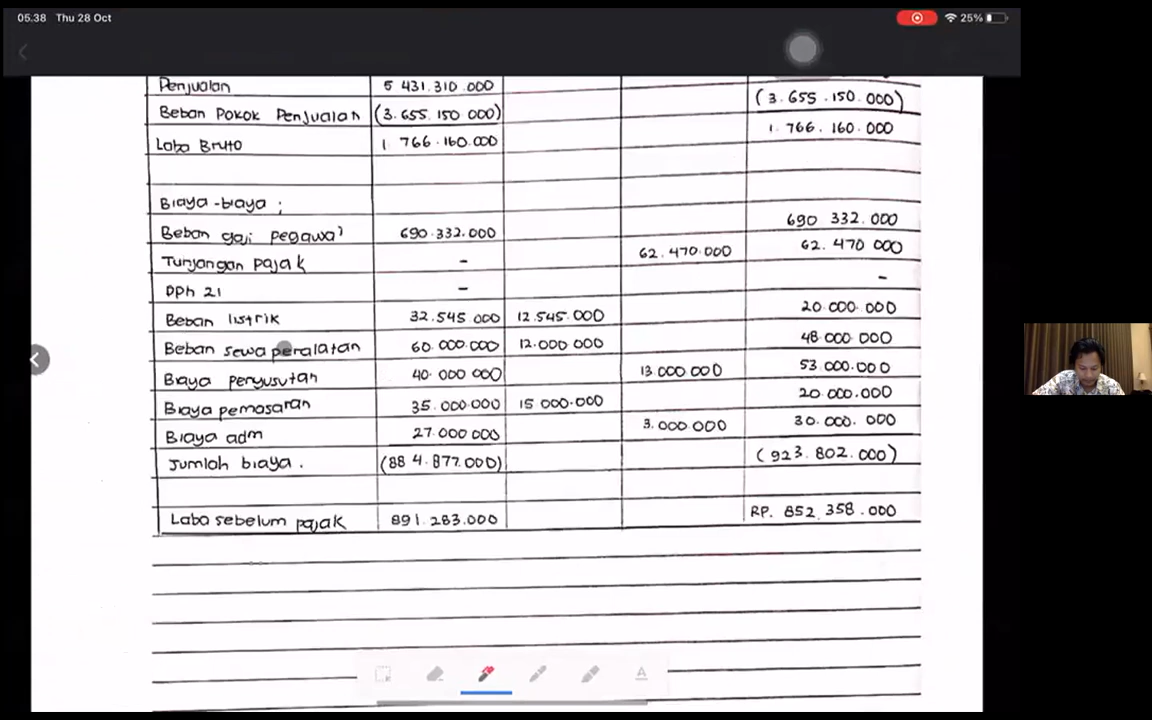 05.38 Thu 28 Oct 25%
Penjualan 5 431.310.000
Beban Pokok Penjualan (3.655.150 000) (3.655.150.000)
Laba Bruto 1 766.160.000 1.766.160.000
Biaya-biaya :
Beban gaji pegawai 690.332.000 690 332.000
Tunjangan pajak - 62.470.000 62.470 000
PPh 21 - -
Beban listrik 32.545 000 12.545.000 20.000.000
Beban sewa peralatan 60.000.000 12.000 000 48.000.000
Biaya penyusutan 40.000 000 13.000 000 53.000.000
Biaya pemasaran 35.000.000 15 000.000 20.000.000
Biaya adm 27.000 000 3.000 000 30.000.000
Jumlah biaya. (884.877.000) (923.802.000)
Laba sebelum pajak 891.283.000 RP. 852.358.000
A